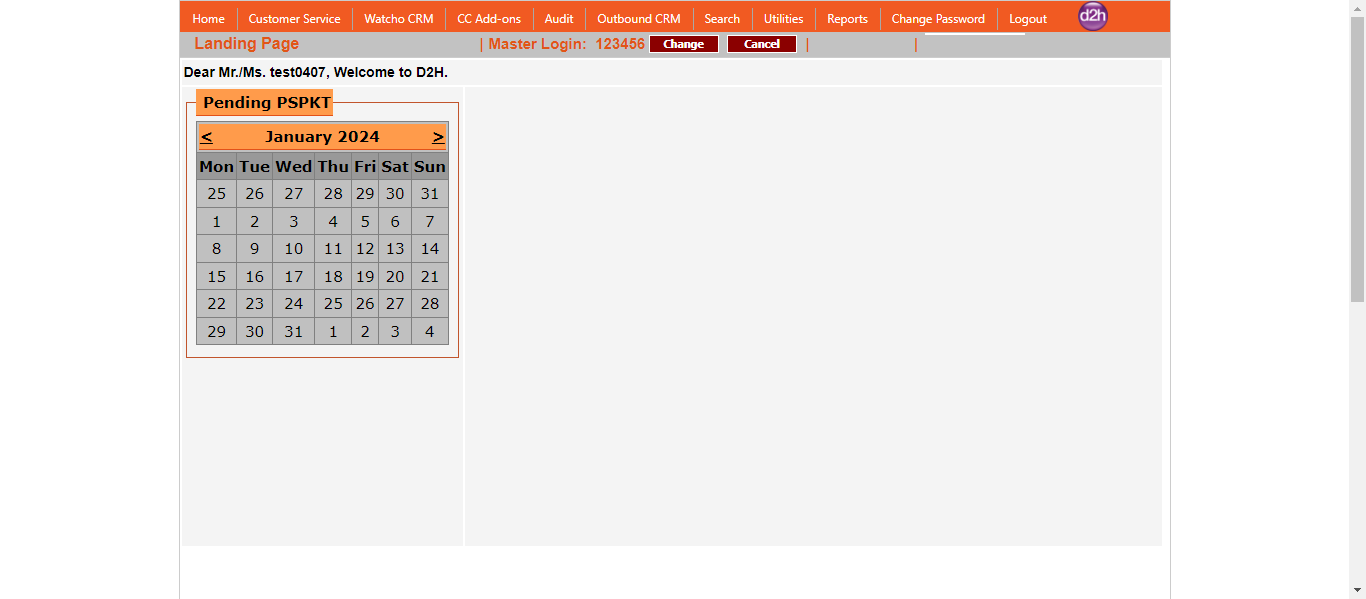 Home Customer Service Watcho CRM CC Add-ons Audit Outbound CRM Search Utilities Reports Change Password Logout d2h
Landing Page | Master Login: 123456 Change Cancel | |
Dear Mr./Ms. test0407, Welcome to D2H.
Pending PSPKT
< January 2024 >
Mon Tue Wed Thu Fri Sat Sun
25 26 27 28 29 30 31
1 2 3 4 5 6 7
8 9 10 11 12 13 14
15 16 17 18 19 20 21
22 23 24 25 26 27 28
29 30 31 1 2 3 4